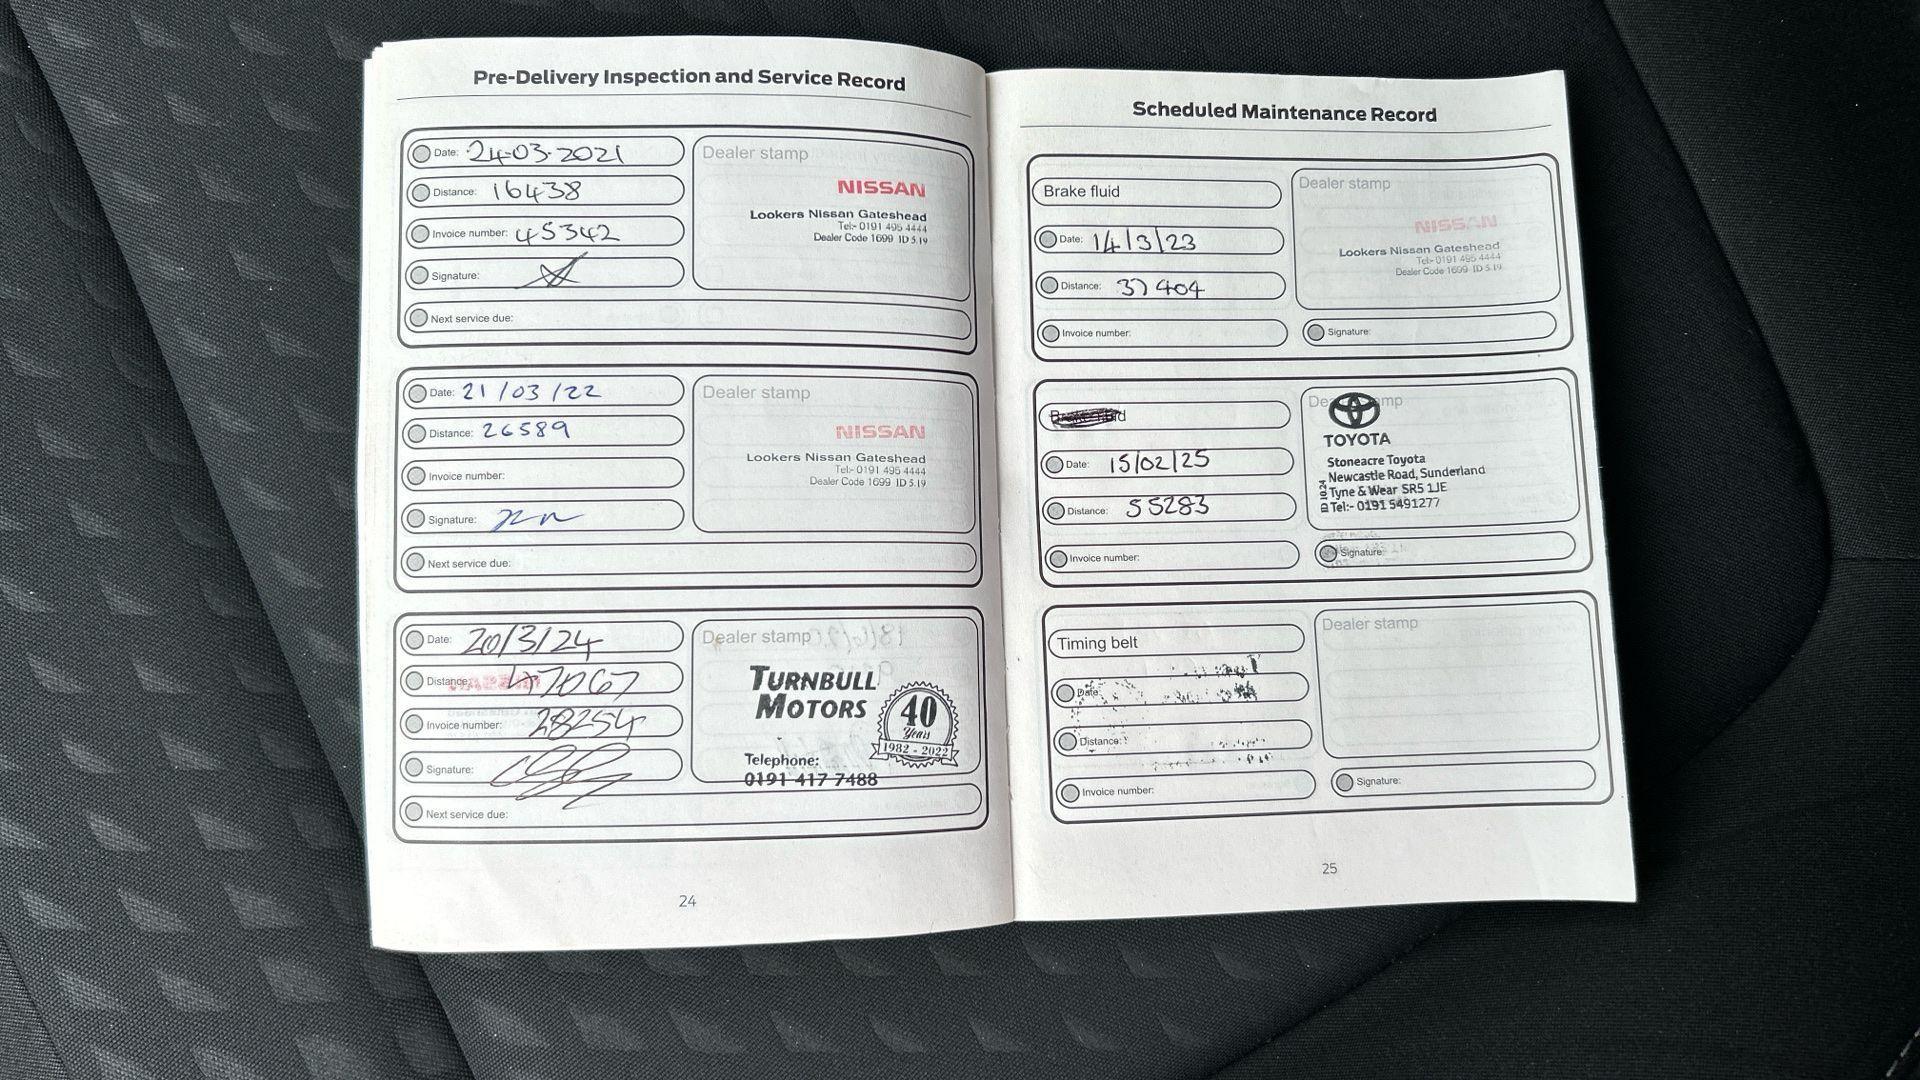 Pre-Delivery Inspection and Service Record
Date: 24-03-2021
Distance: 16438
Invoice number: 45342
Signature:
Next service due:
Dealer stamp
NISSAN
Lookers Nissan Gateshead
Tel:- 0191 495 4444
Dealer Code 1699 ID 5.19
Date: 21/03/22
Distance: 26589
Invoice number:
Signature:
Next service due:
Dealer stamp
NISSAN
Lookers Nissan Gateshead
Tel:- 0191 495 4444
Dealer Code 1699 ID 5.19
Date: 20/3/24
Distance: 47067
Invoice number: 28254
Signature:
Next service due:
Dealer stamp
TURNBULL
MOTORS
40
Years
1982 - 2022
Telephone:
0191 417 7488
24
Scheduled Maintenance Record
Brake fluid
Date: 14/3/23
Distance: 37404
Invoice number:
Dealer stamp
NISSAN
Lookers Nissan Gateshead
Tel:- 0191 495 4444
Dealer Code 1699 ID 5.19
Signature:
Date: 15/02/25
Distance: 55283
Invoice number:
TOYOTA
Stoneacre Toyota
Newcastle Road, Sunderland
Tyne & Wear SR5 1JE
Tel:- 0191 5491277
ID 10.24
Signature:
Timing belt
Date:
Distance:
Invoice number:
Dealer stamp
Signature:
25